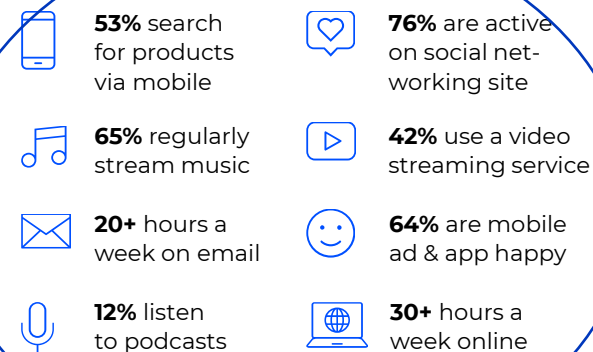 53% search
for products
via mobile
76% are active
on social net-
working site
65% regularly
stream music
42% use a video
streaming service
20+ hours a
week on email
64% are mobile
ad & app happy
12% listen
to podcasts
30+ hours a
week online